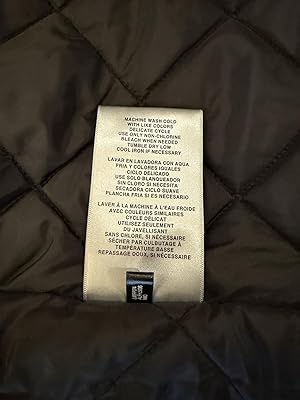 MACHINE WASH COLD
WITH LIKE COLORS
DELICATE CYCLE
USE ONLY NON-CHLORINE
BLEACH WHEN NEEDED
TUMBLE DRY LOW
COOL IRON IF NECESSARY
LAVAR EN LAVADORA CON AQUA
FRIA Y COLORES IGUALES
CICLO DELICADO
USE SOLO BLANQUEADOR
SIN CLORO SI NECESITA
SECADORA CICLO SUAVE
PLANCHA FRIA SI ES NECESARIO
LAVER À LA MACHINE À L'EAU FROIDE
AVEC COULEURS SIMILAIRES
CYCLE DÉLICAT
UTILIZEZ SEULEMENT
DU JAVELLISANT
SANS CHLORE, SI NÉCESSAIRE
SÉCHER PAR CULBUTAGE À
TEMPÉRATURE BASSE
REPASSAGE DOUX, SI NÉCESSAIRE